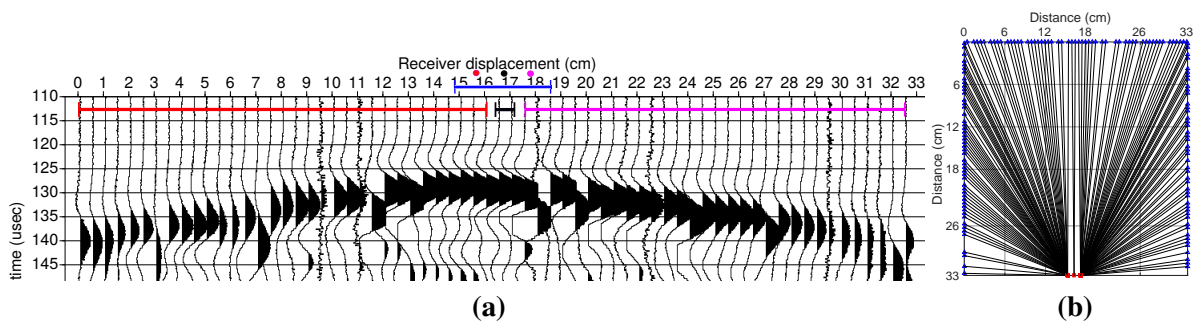 Receiver displacement (cm)
0 1 2 3 4 5 6 7 8 9 10 11 12 13 14 15 16 17 18 19 20 21 22 23 24 25 26 27 28 29 30 31 32 33
110
115
120
125
130
135
140
145
time (usec)
(a)
Distance (cm)
0 6 12 18 26 33
6
12
18
26
33
Distance (cm)
(b)